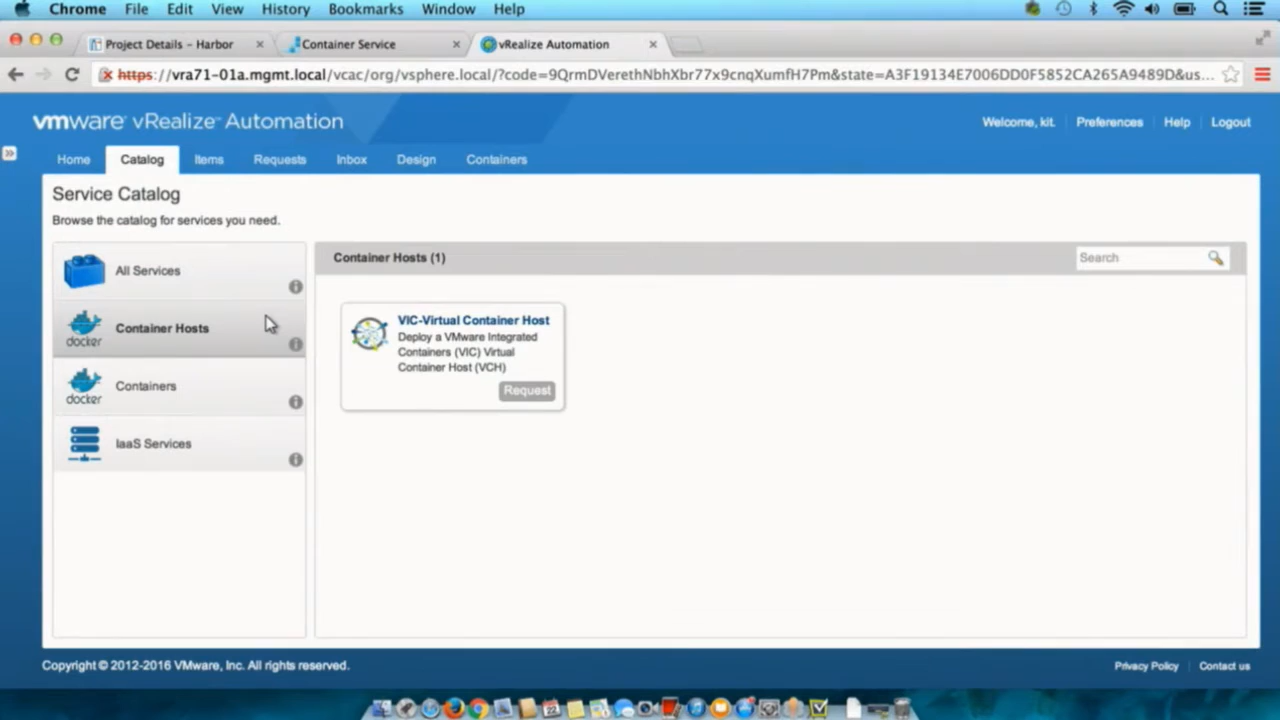 Chrome File Edit View History Bookmarks Window Help
Project Details – Harbor
Container Service
vRealize Automation
https://vra71-01a.mgmt.local/vcac/org/vsphere.local/?code=9QrmDVerethNbhXbr77x9cnqXumfH7Pm&state=A3F19134E7006DD0F5852CA265A9489D&us...
vmware vRealize™ Automation
Welcome, kit. Preferences Help Logout
Home Catalog Items Requests Inbox Design Containers
Service Catalog
Browse the catalog for services you need.
All Services
docker
Container Hosts
docker
Containers
IaaS Services
Container Hosts (1)
Search
VIC-Virtual Container Host
Deploy a VMware Integrated
Containers (VIC) Virtual
Container Host (VCH)
Request
Copyright © 2012-2016 VMware, Inc. All rights reserved.
Privacy Policy Contact us
22